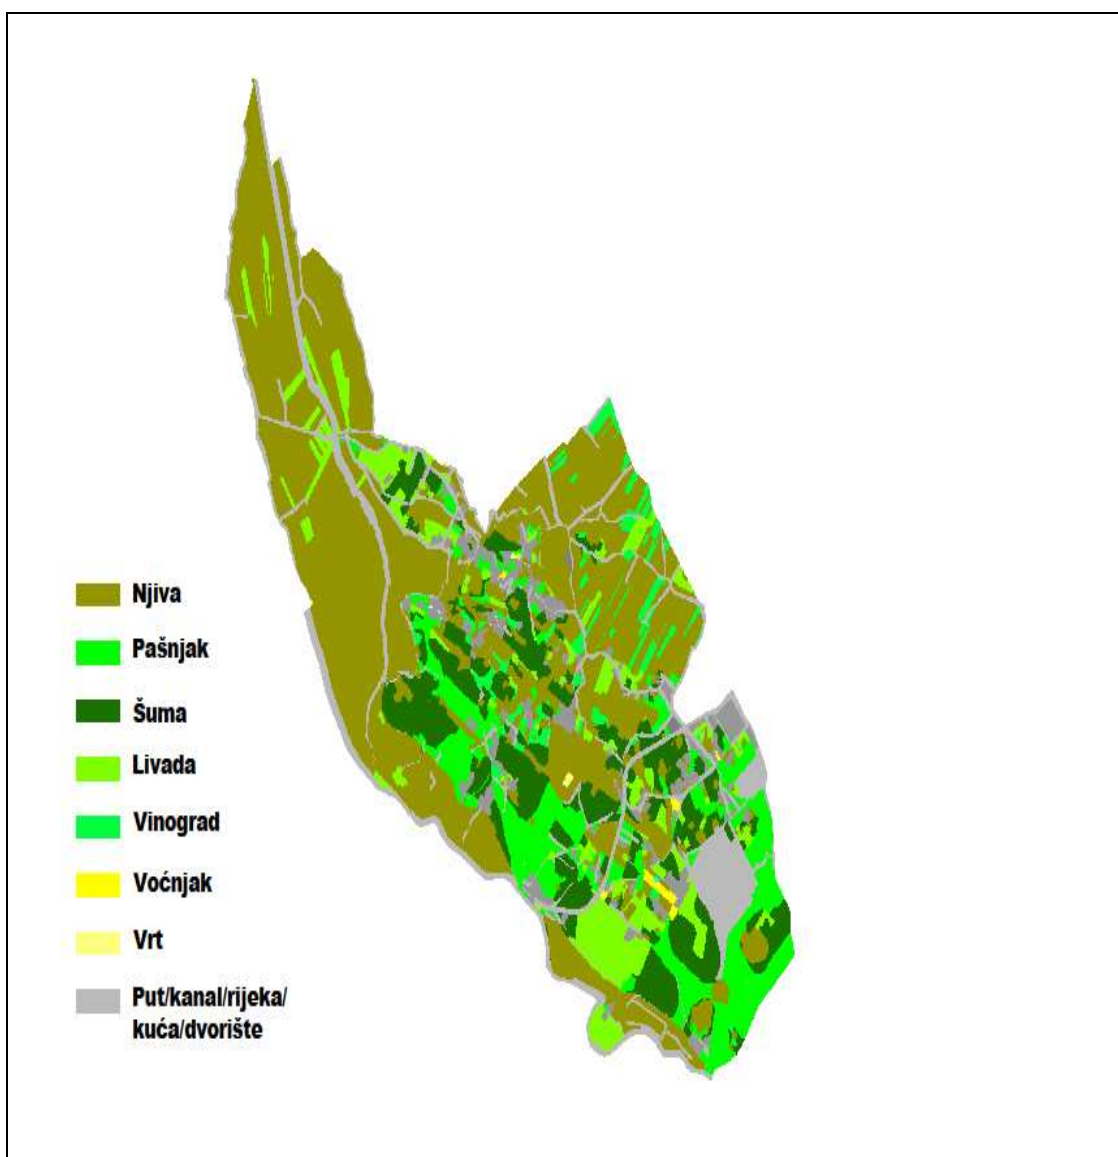 Njiva
Pašnjak
Šuma
Livada
Vinograd
Voćnjak
Vrt
Put/kanal/rijeka/
kuća/dvorište